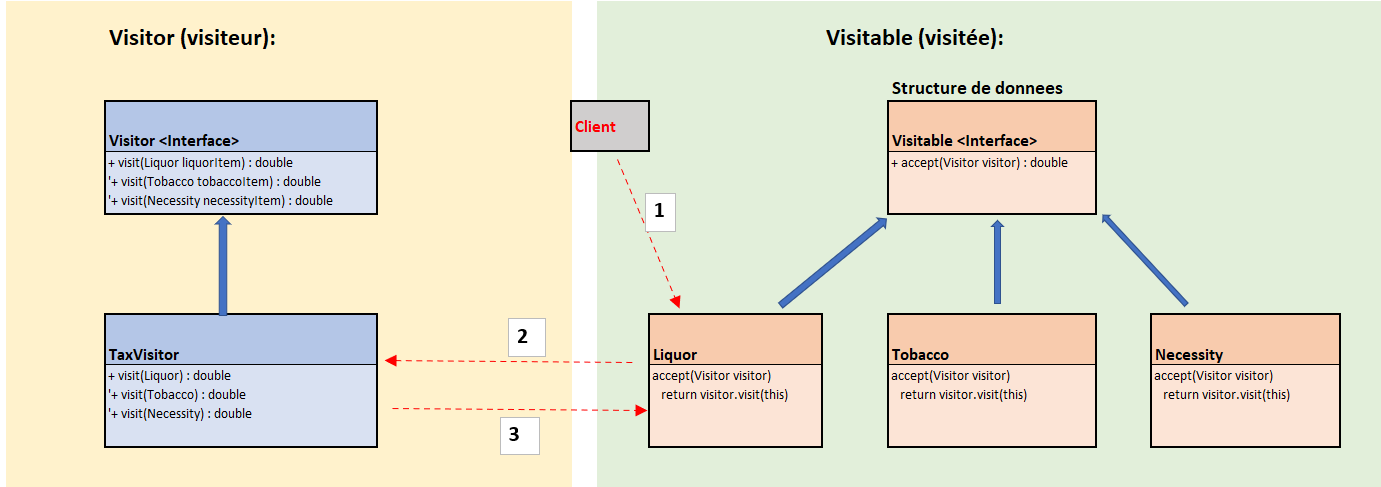 Visitor (visiteur):
Visitor <Interface>
+ visit(Liquor liquorItem) : double
'+ visit(Tobacco tobaccoItem) : double
'+ visit(Necessity necessityItem) : double
TaxVisitor
+ visit(Liquor) : double
'+ visit(Tobacco) : double
'+ visit(Necessity) : double
Client
1
2
3
Visitable (visitée):
Structure de donnees
Visitable <Interface>
+ accept(Visitor visitor) : double
Liquor
accept(Visitor visitor)
return visitor.visit(this)
Tobacco
accept(Visitor visitor)
return visitor.visit(this)
Necessity
accept(Visitor visitor)
return visitor.visit(this)